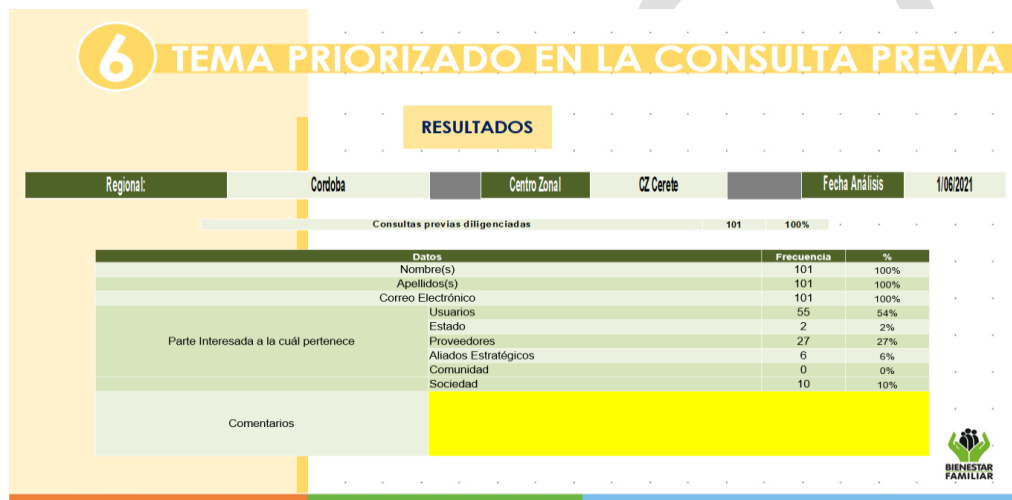 6 TEMA PRIORIZADO EN LA CONSULTA PREVIA
RESULTADOS
Regional: Cordoba Centro Zonal CZ Cerete Fecha Análisis 1/06/2021
Consultas previas diligenciadas 101 100%
Datos Frecuencia %
Nombre(s) 101 100%
Apellidos(s) 101 100%
Correo Electrónico 101 100%
Parte Interesada a la cuál pertenece
Usuarios 55 54%
Estado 2 2%
Proveedores 27 27%
Aliados Estratégicos 6 6%
Comunidad 0 0%
Sociedad 10 10%
Comentarios
BIENESTAR
FAMILIAR